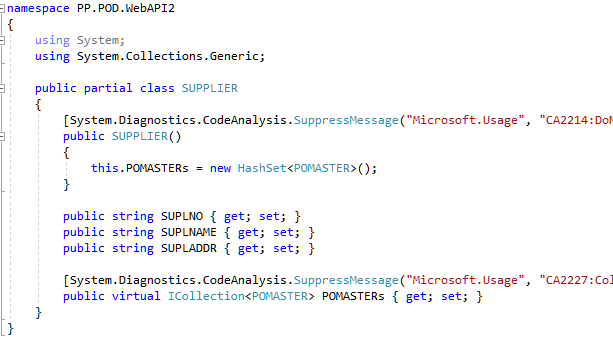 namespace PP.POD.WebAPI2
{
using System;
using System.Collections.Generic;
public partial class SUPPLIER
{
[System.Diagnostics.CodeAnalysis.SuppressMessage("Microsoft.Usage", "CA2214:DoN
public SUPPLIER()
{
this.POMASTERs = new HashSet<POMASTER>();
}
public string SUPLNO { get; set; }
public string SUPLNAME { get; set; }
public string SUPLADDR { get; set; }
[System.Diagnostics.CodeAnalysis.SuppressMessage("Microsoft.Usage", "CA2227:Col
public virtual ICollection<POMASTER> POMASTERs { get; set; }
}
}